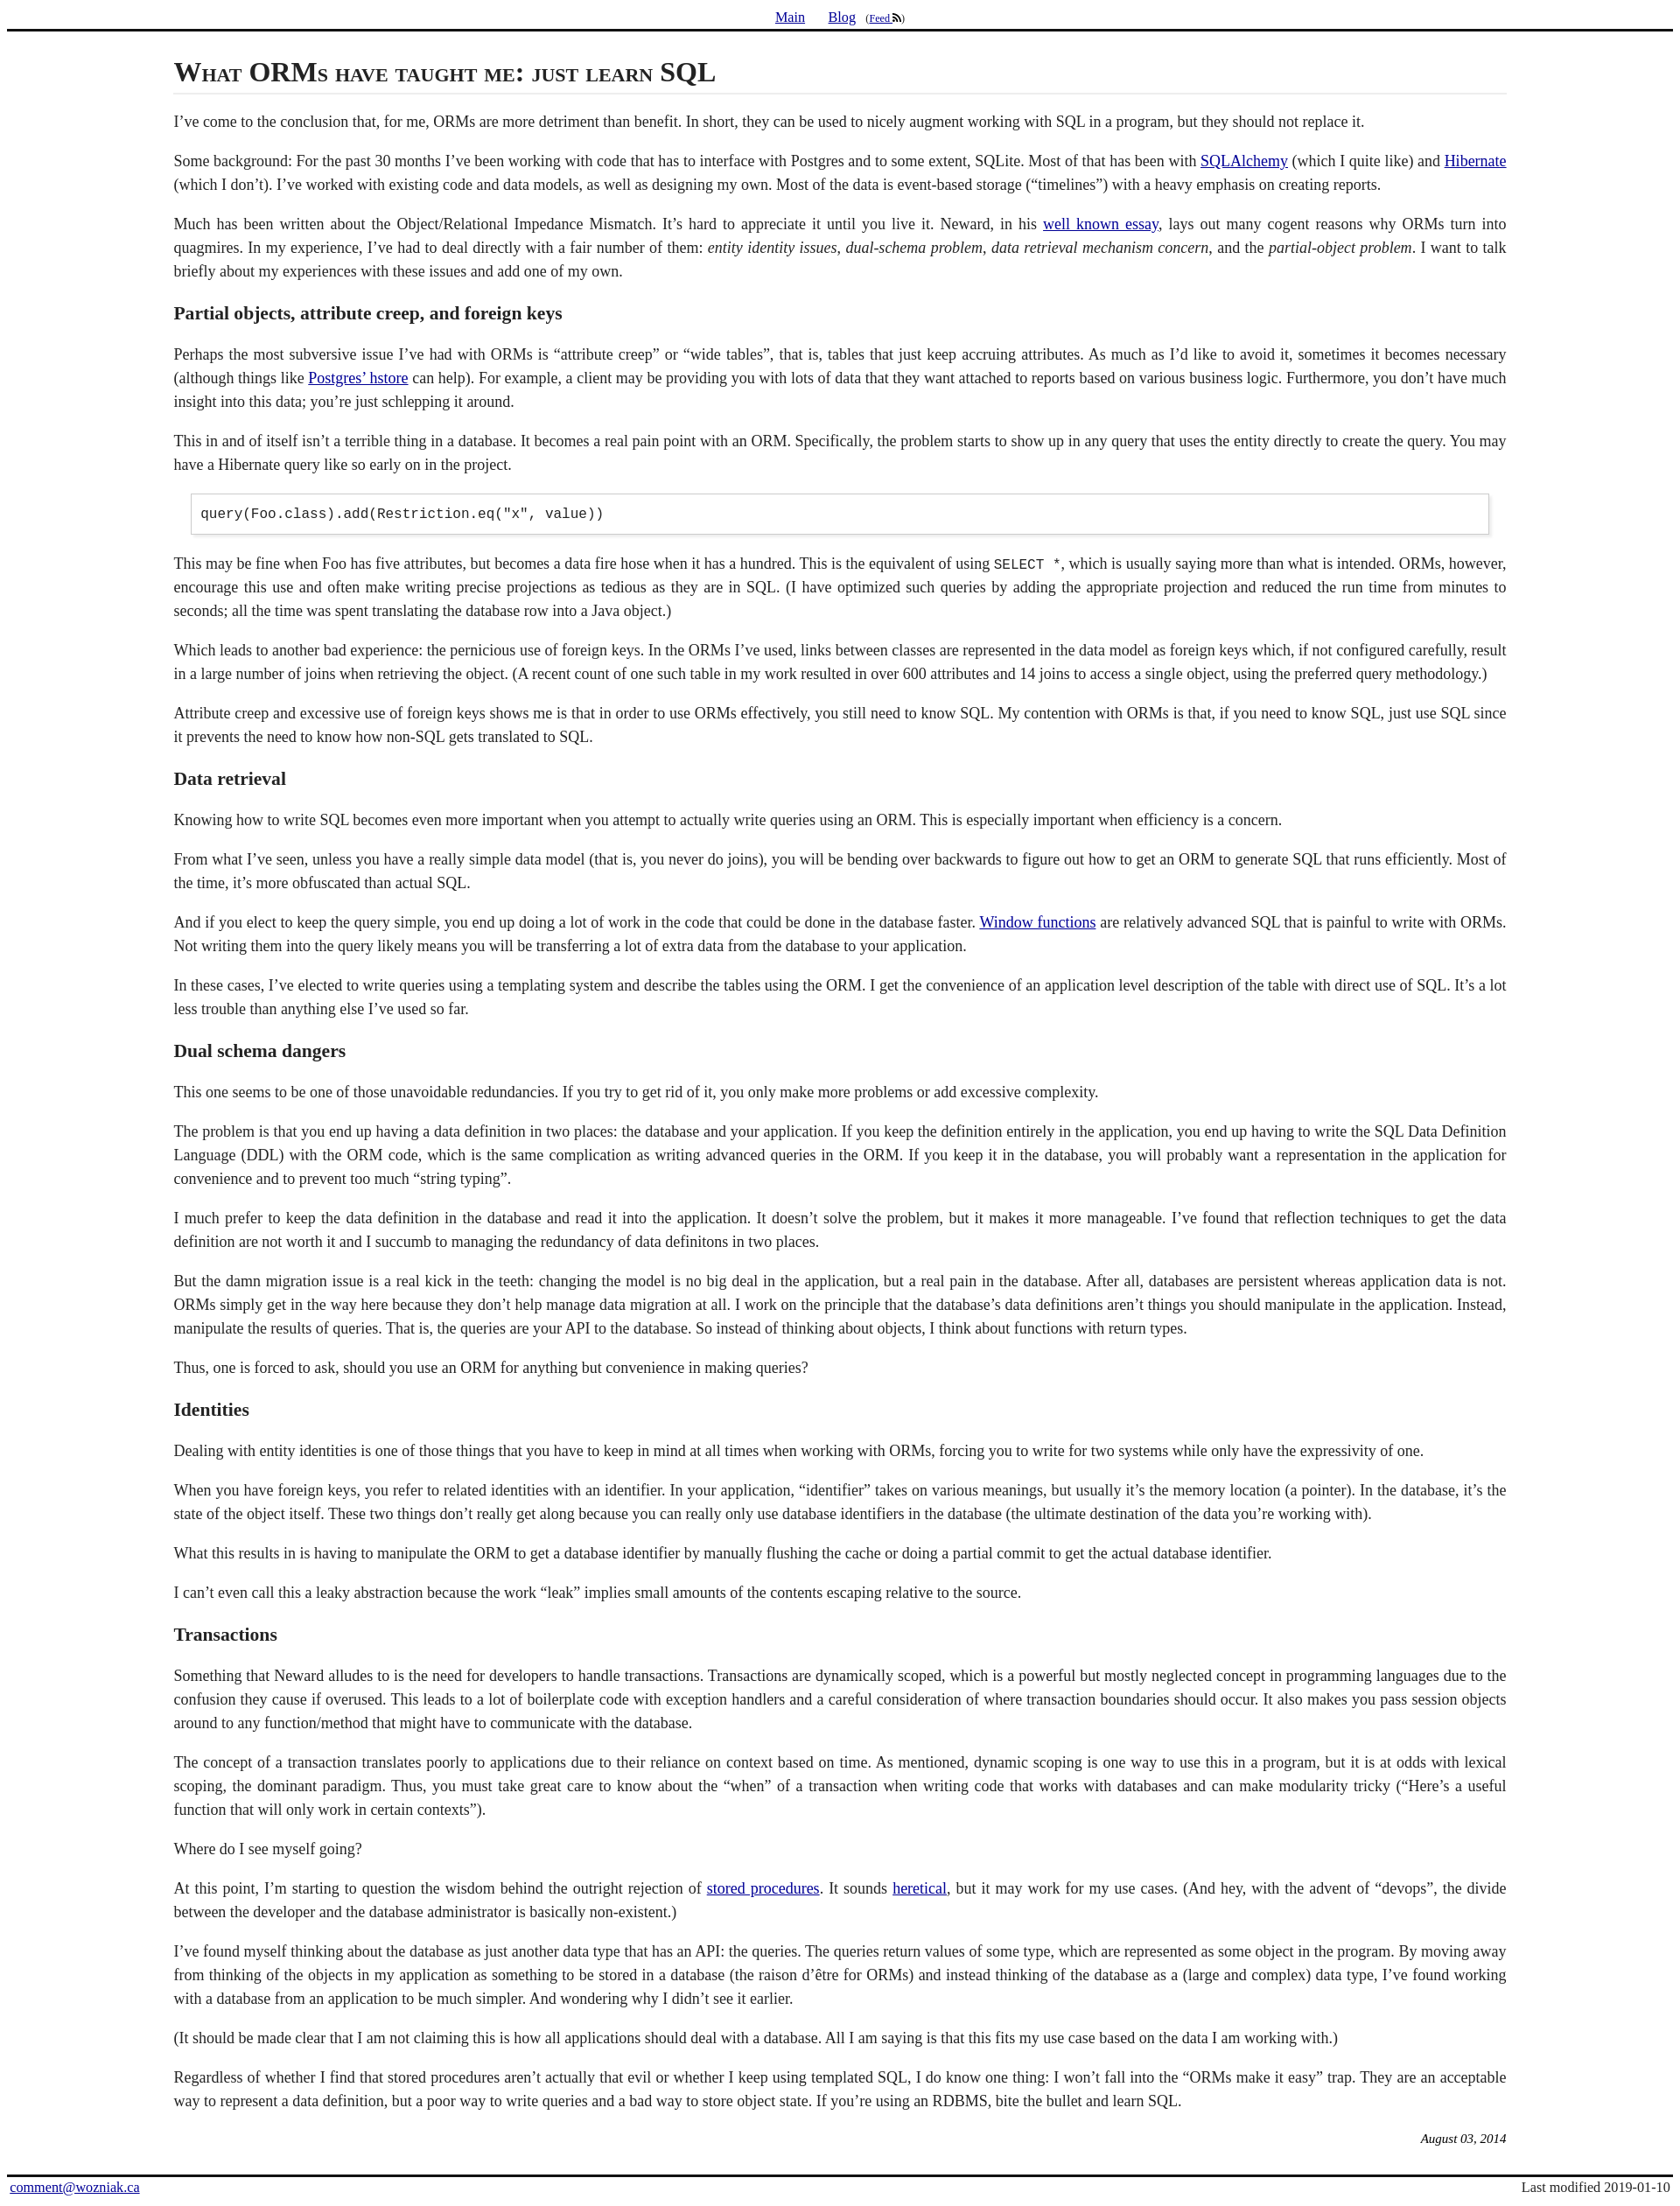 Main Blog (Feed)
What ORMs have taught me: just learn SQL
I’ve come to the conclusion that, for me, ORMs are more detriment than benefit. In short, they can be used to nicely augment working with SQL in a program, but they should not replace it.
Some background: For the past 30 months I’ve been working with code that has to interface with Postgres and to some extent, SQLite. Most of that has been with SQLAlchemy (which I quite like) and Hibernate
(which I don’t). I’ve worked with existing code and data models, as well as designing my own. Most of the data is event-based storage (“timelines”) with a heavy emphasis on creating reports.
Much has been written about the Object/Relational Impedance Mismatch. It’s hard to appreciate it until you live it. Neward, in his well known essay, lays out many cogent reasons why ORMs turn into
quagmires. In my experience, I’ve had to deal directly with a fair number of them: entity identity issues, dual-schema problem, data retrieval mechanism concern, and the partial-object problem. I want to talk
briefly about my experiences with these issues and add one of my own.
Partial objects, attribute creep, and foreign keys
Perhaps the most subversive issue I’ve had with ORMs is “attribute creep” or “wide tables”, that is, tables that just keep accruing attributes. As much as I’d like to avoid it, sometimes it becomes necessary
(although things like Postgres’ hstore can help). For example, a client may be providing you with lots of data that they want attached to reports based on various business logic. Furthermore, you don’t have much
insight into this data; you’re just schlepping it around.
This in and of itself isn’t a terrible thing in a database. It becomes a real pain point with an ORM. Specifically, the problem starts to show up in any query that uses the entity directly to create the query. You may
have a Hibernate query like so early on in the project.
query(Foo.class).add(Restriction.eq("x", value))
This may be fine when Foo has five attributes, but becomes a data fire hose when it has a hundred. This is the equivalent of using SELECT *, which is usually saying more than what is intended. ORMs, however,
encourage this use and often make writing precise projections as tedious as they are in SQL. (I have optimized such queries by adding the appropriate projection and reduced the run time from minutes to
seconds; all the time was spent translating the database row into a Java object.)
Which leads to another bad experience: the pernicious use of foreign keys. In the ORMs I’ve used, links between classes are represented in the data model as foreign keys which, if not configured carefully, result
in a large number of joins when retrieving the object. (A recent count of one such table in my work resulted in over 600 attributes and 14 joins to access a single object, using the preferred query methodology.)
Attribute creep and excessive use of foreign keys shows me is that in order to use ORMs effectively, you still need to know SQL. My contention with ORMs is that, if you need to know SQL, just use SQL since
it prevents the need to know how non-SQL gets translated to SQL.
Data retrieval
Knowing how to write SQL becomes even more important when you attempt to actually write queries using an ORM. This is especially important when efficiency is a concern.
From what I’ve seen, unless you have a really simple data model (that is, you never do joins), you will be bending over backwards to figure out how to get an ORM to generate SQL that runs efficiently. Most of
the time, it’s more obfuscated than actual SQL.
And if you elect to keep the query simple, you end up doing a lot of work in the code that could be done in the database faster. Window functions are relatively advanced SQL that is painful to write with ORMs.
Not writing them into the query likely means you will be transferring a lot of extra data from the database to your application.
In these cases, I’ve elected to write queries using a templating system and describe the tables using the ORM. I get the convenience of an application level description of the table with direct use of SQL. It’s a lot
less trouble than anything else I’ve used so far.
Dual schema dangers
This one seems to be one of those unavoidable redundancies. If you try to get rid of it, you only make more problems or add excessive complexity.
The problem is that you end up having a data definition in two places: the database and your application. If you keep the definition entirely in the application, you end up having to write the SQL Data Definition
Language (DDL) with the ORM code, which is the same complication as writing advanced queries in the ORM. If you keep it in the database, you will probably want a representation in the application for
convenience and to prevent too much “string typing”.
I much prefer to keep the data definition in the database and read it into the application. It doesn’t solve the problem, but it makes it more manageable. I’ve found that reflection techniques to get the data
definition are not worth it and I succumb to managing the redundancy of data definitons in two places.
But the damn migration issue is a real kick in the teeth: changing the model is no big deal in the application, but a real pain in the database. After all, databases are persistent whereas application data is not.
ORMs simply get in the way here because they don’t help manage data migration at all. I work on the principle that the database’s data definitions aren’t things you should manipulate in the application. Instead,
manipulate the results of queries. That is, the queries are your API to the database. So instead of thinking about objects, I think about functions with return types.
Thus, one is forced to ask, should you use an ORM for anything but convenience in making queries?
Identities
Dealing with entity identities is one of those things that you have to keep in mind at all times when working with ORMs, forcing you to write for two systems while only have the expressivity of one.
When you have foreign keys, you refer to related identities with an identifier. In your application, “identifier” takes on various meanings, but usually it’s the memory location (a pointer). In the database, it’s the
state of the object itself. These two things don’t really get along because you can really only use database identifiers in the database (the ultimate destination of the data you’re working with).
What this results in is having to manipulate the ORM to get a database identifier by manually flushing the cache or doing a partial commit to get the actual database identifier.
I can’t even call this a leaky abstraction because the work “leak” implies small amounts of the contents escaping relative to the source.
Transactions
Something that Neward alludes to is the need for developers to handle transactions. Transactions are dynamically scoped, which is a powerful but mostly neglected concept in programming languages due to the
confusion they cause if overused. This leads to a lot of boilerplate code with exception handlers and a careful consideration of where transaction boundaries should occur. It also makes you pass session objects
around to any function/method that might have to communicate with the database.
The concept of a transaction translates poorly to applications due to their reliance on context based on time. As mentioned, dynamic scoping is one way to use this in a program, but it is at odds with lexical
scoping, the dominant paradigm. Thus, you must take great care to know about the “when” of a transaction when writing code that works with databases and can make modularity tricky (“Here’s a useful
function that will only work in certain contexts”).
Where do I see myself going?
At this point, I’m starting to question the wisdom behind the outright rejection of stored procedures. It sounds heretical, but it may work for my use cases. (And hey, with the advent of “devops”, the divide
between the developer and the database administrator is basically non-existent.)
I’ve found myself thinking about the database as just another data type that has an API: the queries. The queries return values of some type, which are represented as some object in the program. By moving away
from thinking of the objects in my application as something to be stored in a database (the raison d’être for ORMs) and instead thinking of the database as a (large and complex) data type, I’ve found working
with a database from an application to be much simpler. And wondering why I didn’t see it earlier.
(It should be made clear that I am not claiming this is how all applications should deal with a database. All I am saying is that this fits my use case based on the data I am working with.)
Regardless of whether I find that stored procedures aren’t actually that evil or whether I keep using templated SQL, I do know one thing: I won’t fall into the “ORMs make it easy” trap. They are an acceptable
way to represent a data definition, but a poor way to write queries and a bad way to store object state. If you’re using an RDBMS, bite the bullet and learn SQL.
August 03, 2014
comment@wozniak.ca Last modified 2019-01-10